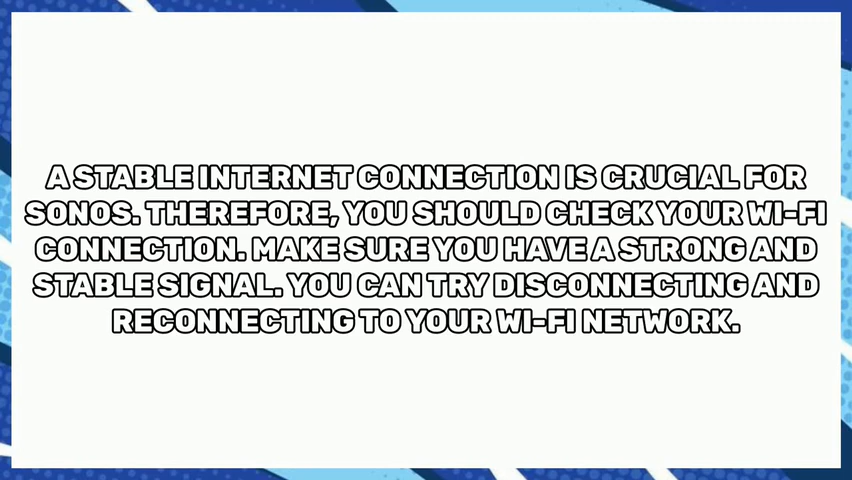 A STABLE INTERNET CONNECTION IS CRUCIAL FOR
SONOS. THEREFORE, YOU SHOULD CHECK YOUR WI-FI
CONNECTION. MAKE SURE YOU HAVE A STRONG AND
STABLE SIGNAL. YOU CAN TRY DISCONNECTING AND
RECONNECTING TO YOUR WI-FI NETWORK.